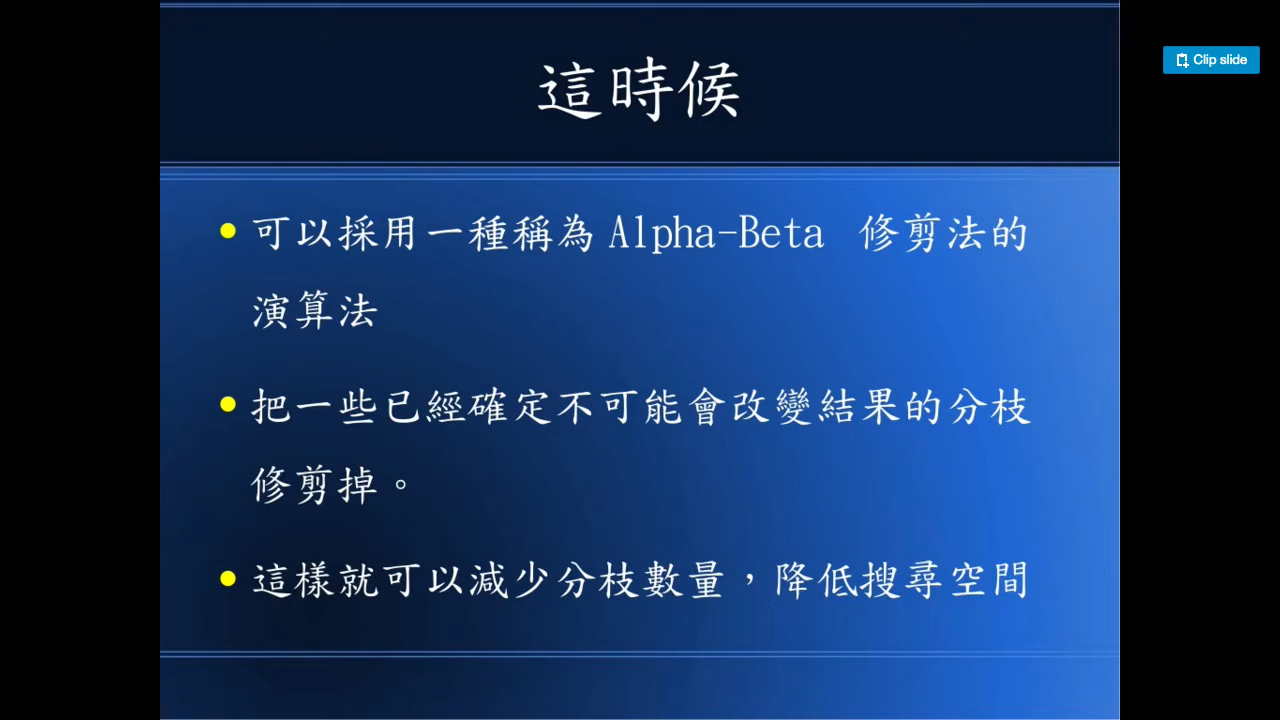 Clip slide
這時候
可以採用一種稱為 Alpha-Beta 修剪法的
演算法
把一些已經確定不可能會改變結果的分枝
修剪掉。
這樣就可以減少分枝數量，降低搜尋空間